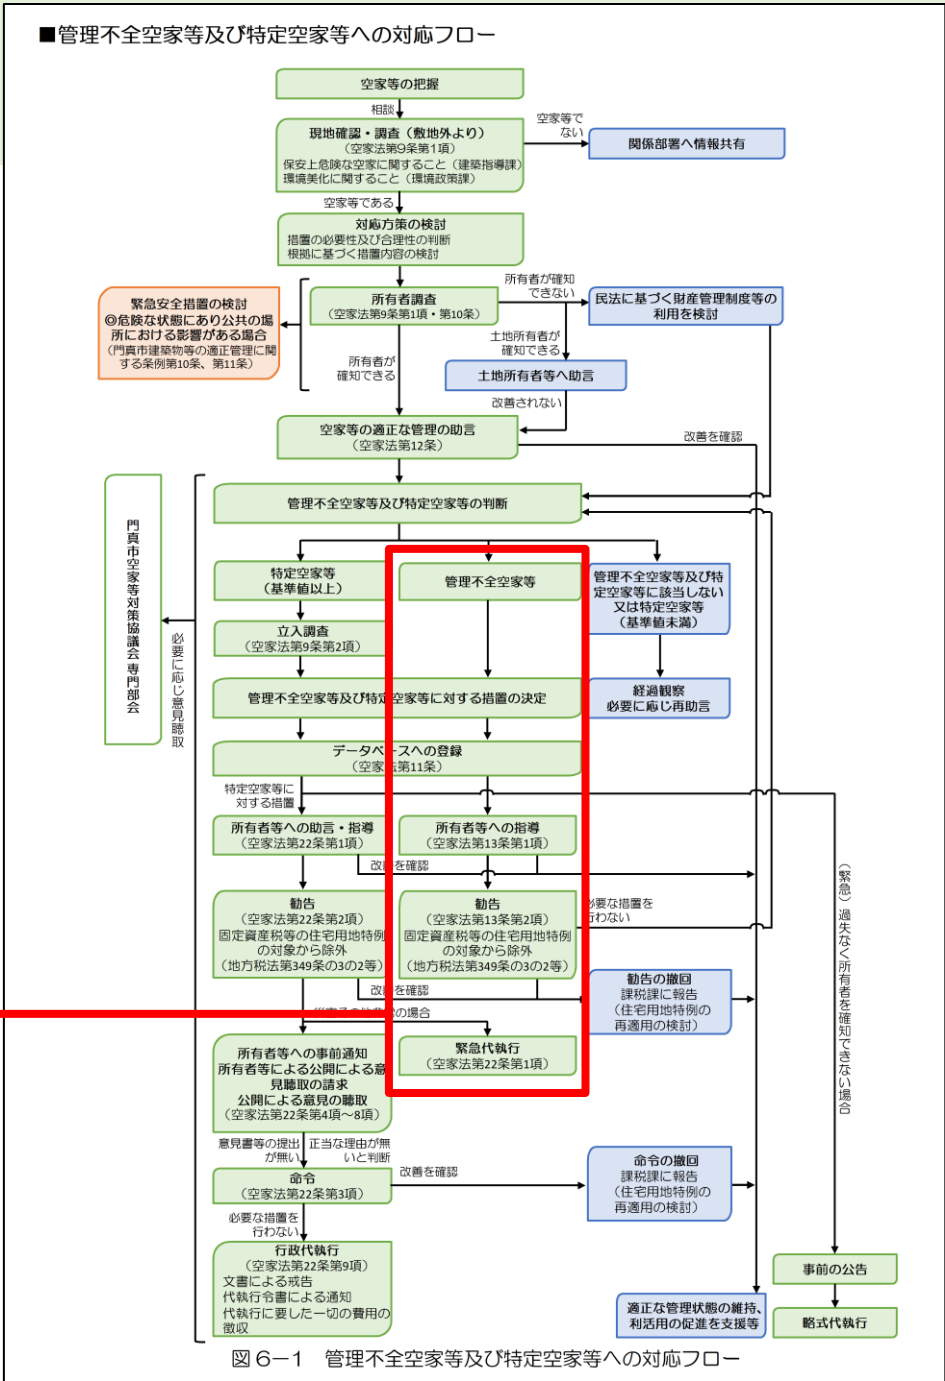 ■管理不全空家等及び特定空家等への対応フロー
空家等の把握
相談
現地確認・調査（敷地外より）
（空家法第9条第1項）
保安上危険な空家に関すること（建築指導課）
環境美化に関すること（環境政策課）
空家等で
ない
関係部署へ情報共有
空家等である
対応方策の検討
措置の必要性及び合理性の判断
根拠に基づく措置内容の検討
緊急安全措置の検討
◎危険な状態にあり公共の場
所における影響がある場合
（門真市建築物等の適正管理に関
する条例第10条、第11条）
所有者調査
（空家法第9条第1項・第10条）
所有者が確知
できない
民法に基づく財産管理制度等の
利用を検討
土地所有者が
確知できる
所有者が
確知できる
土地所有者等へ助言
改善されない
空家等の適正な管理の助言
（空家法第12条）
改善を確認
管理不全空家等及び特定空家等の判断
門真市空家等対策協議会 専門部会
必要に応じ意見聴取
特定空家等
（基準値以上）
管理不全空家等
管理不全空家等及び特
定空家等に該当しない
又は特定空家等
（基準値未満）
立入調査
（空家法第9条第2項）
管理不全空家等及び特定空家等に対する措置の決定
経過観察
必要に応じ再助言
データベースへの登録
（空家法第11条）
特定空家等に
対する措置
所有者等への助言・指導
（空家法第22条第1項）
所有者等への指導
（空家法第13条第1項）
改善を確認
（緊急）過失なく所有者を確知できない場合
勧告
（空家法第22条第2項）
固定資産税等の住宅用地特例
の対象から除外
（地方税法第349条の3の2等）
勧告
（空家法第13条第2項）
固定資産税等の住宅用地特例
の対象から除外
（地方税法第349条の3の2等）
必要な措置を
行わない
改善を確認
勧告の撤回
課税課に報告
（住宅用地特例の
再適用の検討）
の場合
所有者等への事前通知
所有者等による公開による意
見聴取の請求
公開による意見の聴取
（空家法第22条第4項～8項）
緊急代執行
（空家法第22条第1項）
意見書等の提出
が無い
正当な理由が無
いと判断
命令
（空家法第22条第3項）
改善を確認
命令の撤回
課税課に報告
（住宅用地特例の
再適用の検討）
必要な措置を
行わない
行政代執行
（空家法第22条第9項）
文書による戒告
代執行令書による通知
代執行に要した一切の費用の
徴収
事前の公告
適正な管理状態の維持、
利活用の促進を支援等
略式代執行
図6－1　管理不全空家等及び特定空家等への対応フロー